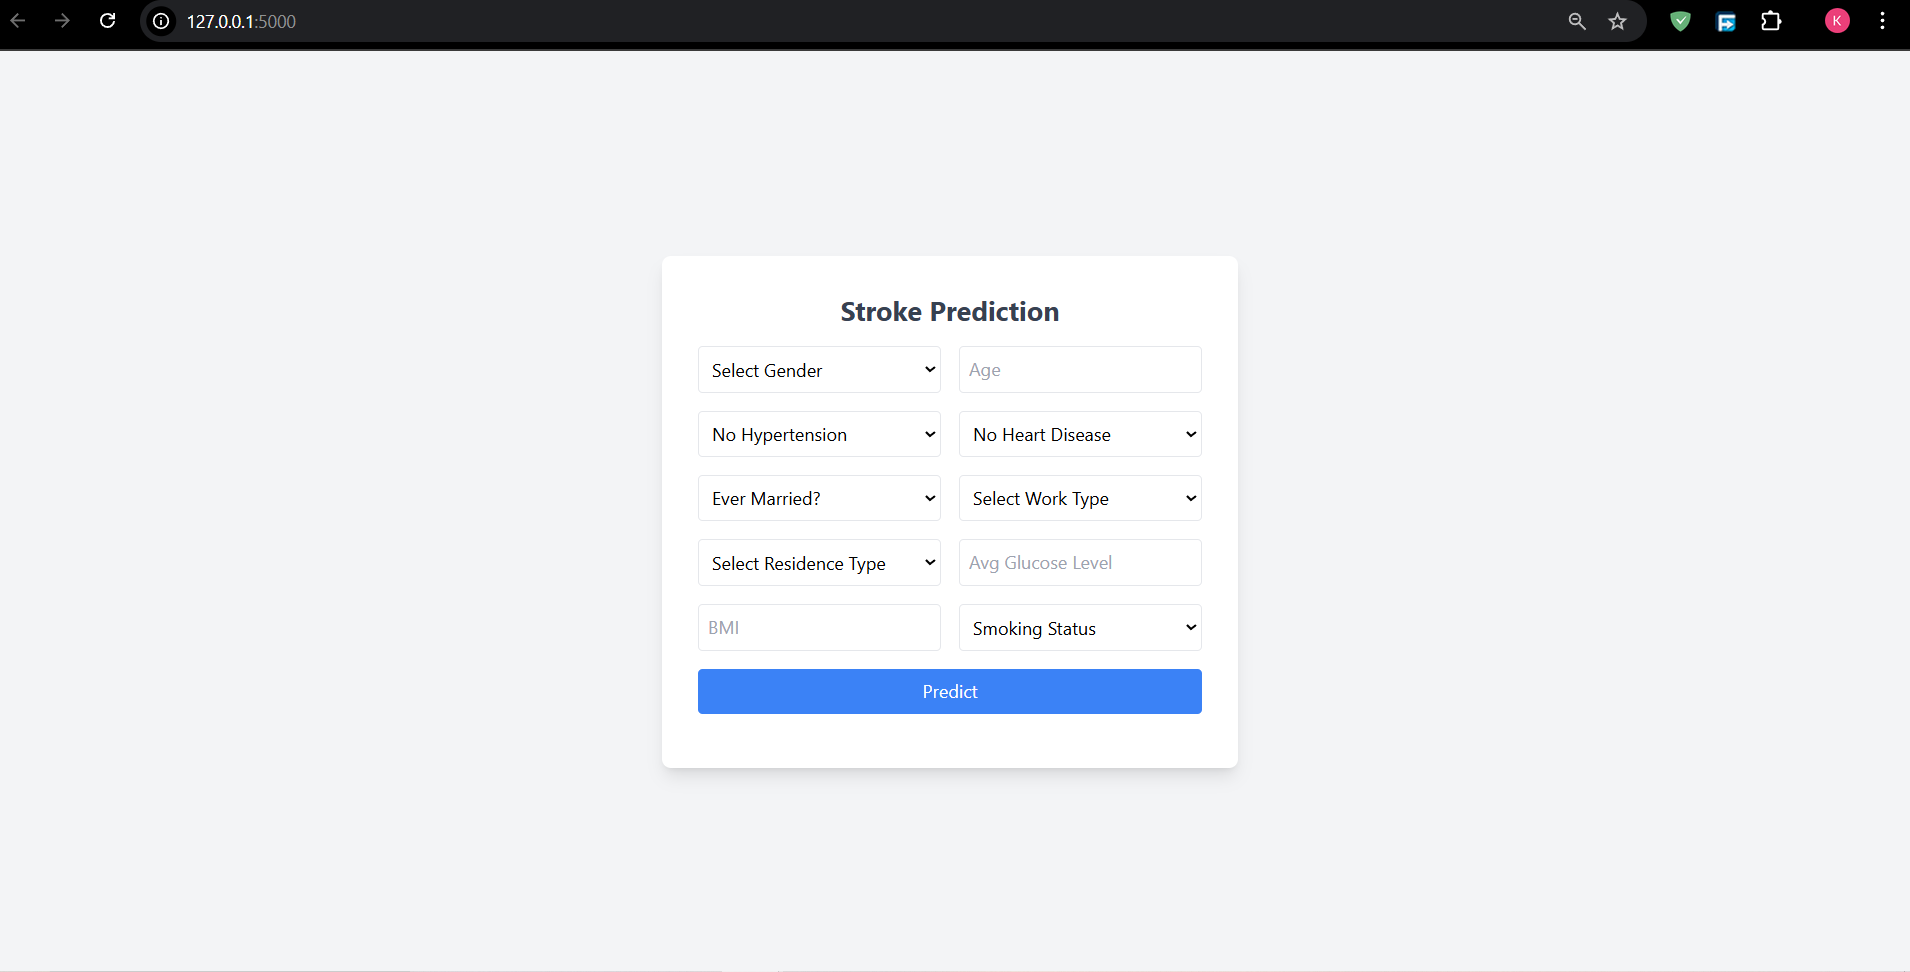 127.0.0.1:5000
K
Stroke Prediction
Select Gender
Age
No Hypertension
No Heart Disease
Ever Married?
Select Work Type
Select Residence Type
Avg Glucose Level
BMI
Smoking Status
Predict